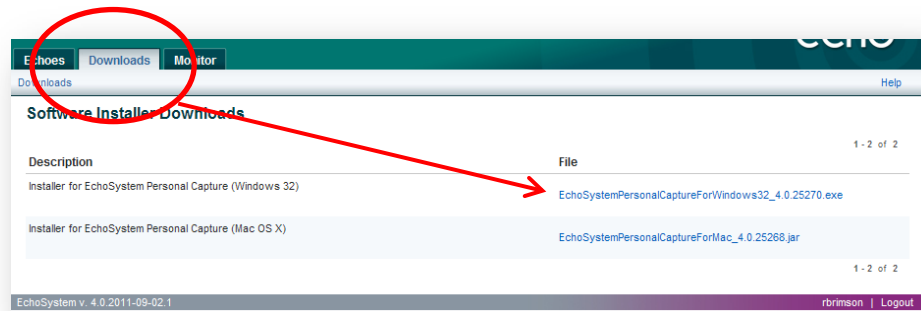 echo
Echoes Downloads Monitor
Downloads Help
Software Installer Downloads
1 - 2 of 2
Description File
Installer for EchoSystem Personal Capture (Windows 32) EchoSystemPersonalCaptureForWindows32_4.0.25270.exe
Installer for EchoSystem Personal Capture (Mac OS X) EchoSystemPersonalCaptureForMac_4.0.25268.jar
1 - 2 of 2
EchoSystem v. 4.0.2011-09-02.1 rbrimson | Logout